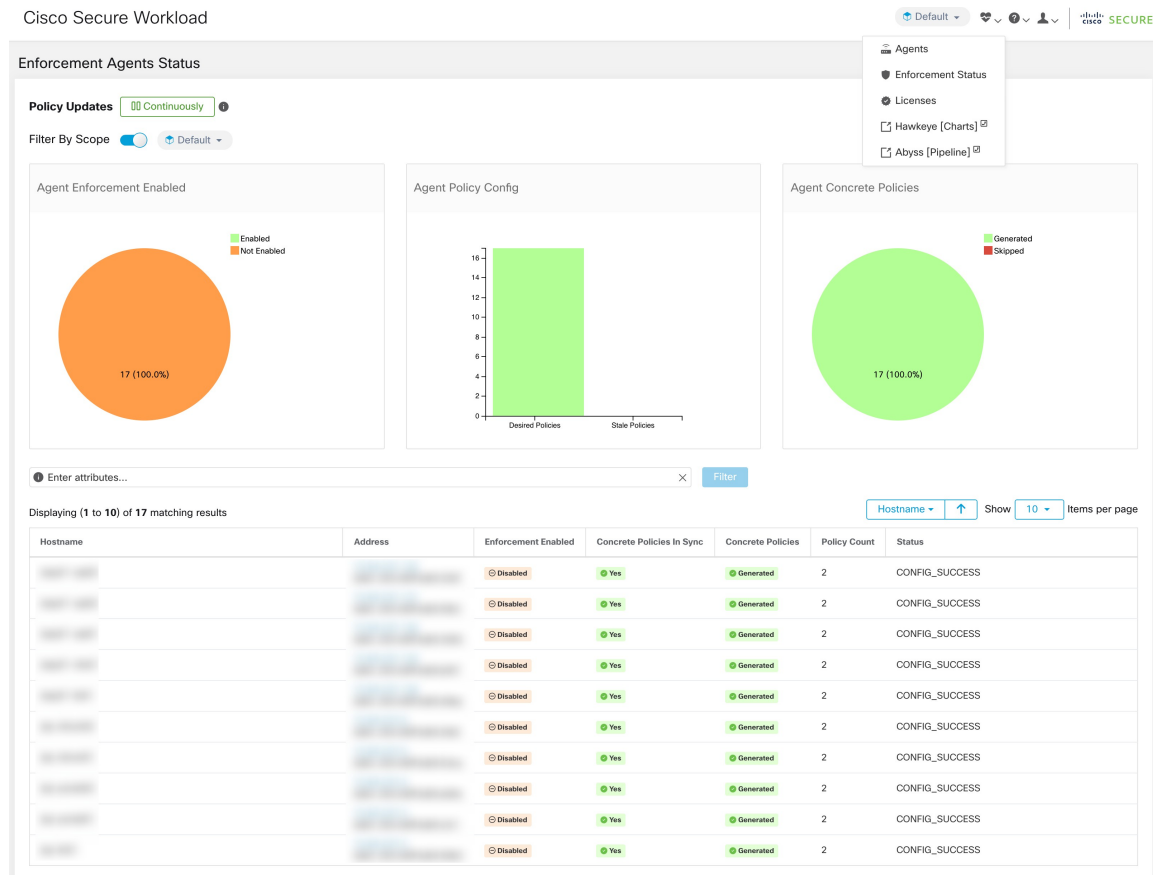 Cisco Secure Workload
Default
cisco SECURE
Agents
Enforcement Status
Licenses
Hawkeye [Charts]
Abyss [Pipeline]
Enforcement Agents Status
Policy Updates Continuously
Filter By Scope Default
Agent Enforcement Enabled
Enabled
Not Enabled
17 (100.0%)
Agent Policy Config
16
14
12
10
8
6
4
2
0
Desired Policies Stale Policies
Agent Concrete Policies
Generated
Skipped
17 (100.0%)
Enter attributes... Filter
Displaying (1 to 10) of 17 matching results Hostname Show 10 Items per page
Hostname Address Enforcement Enabled Concrete Policies In Sync Concrete Policies Policy Count Status
Disabled Yes Generated 2 CONFIG_SUCCESS
Disabled Yes Generated 2 CONFIG_SUCCESS
Disabled Yes Generated 2 CONFIG_SUCCESS
Disabled Yes Generated 2 CONFIG_SUCCESS
Disabled Yes Generated 2 CONFIG_SUCCESS
Disabled Yes Generated 2 CONFIG_SUCCESS
Disabled Yes Generated 2 CONFIG_SUCCESS
Disabled Yes Generated 2 CONFIG_SUCCESS
Disabled Yes Generated 2 CONFIG_SUCCESS
Disabled Yes Generated 2 CONFIG_SUCCESS